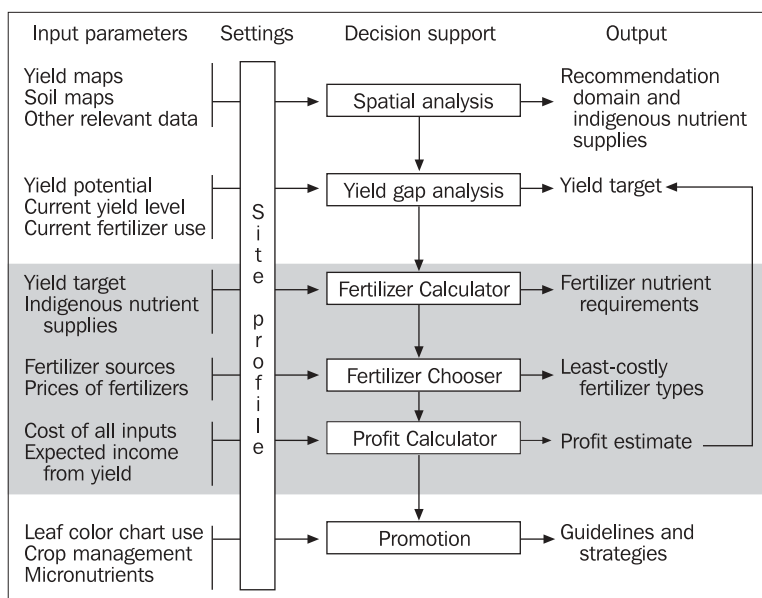 Input parameters
Settings
Decision support
Output
Yield maps
Soil maps
Other relevant data
Spatial analysis
Recommendation
domain and
indigenous nutrient
supplies
Yield potential
Current yield level
Current fertilizer use
Yield gap analysis
Yield target
Site profile
Yield target
Indigenous nutrient
supplies
Fertilizer Calculator
Fertilizer nutrient
requirements
Fertilizer sources
Prices of fertilizers
Fertilizer Chooser
Least-costly
fertilizer types
Cost of all inputs
Expected income
from yield
Profit Calculator
Profit estimate
Leaf color chart use
Crop management
Micronutrients
Promotion
Guidelines and
strategies